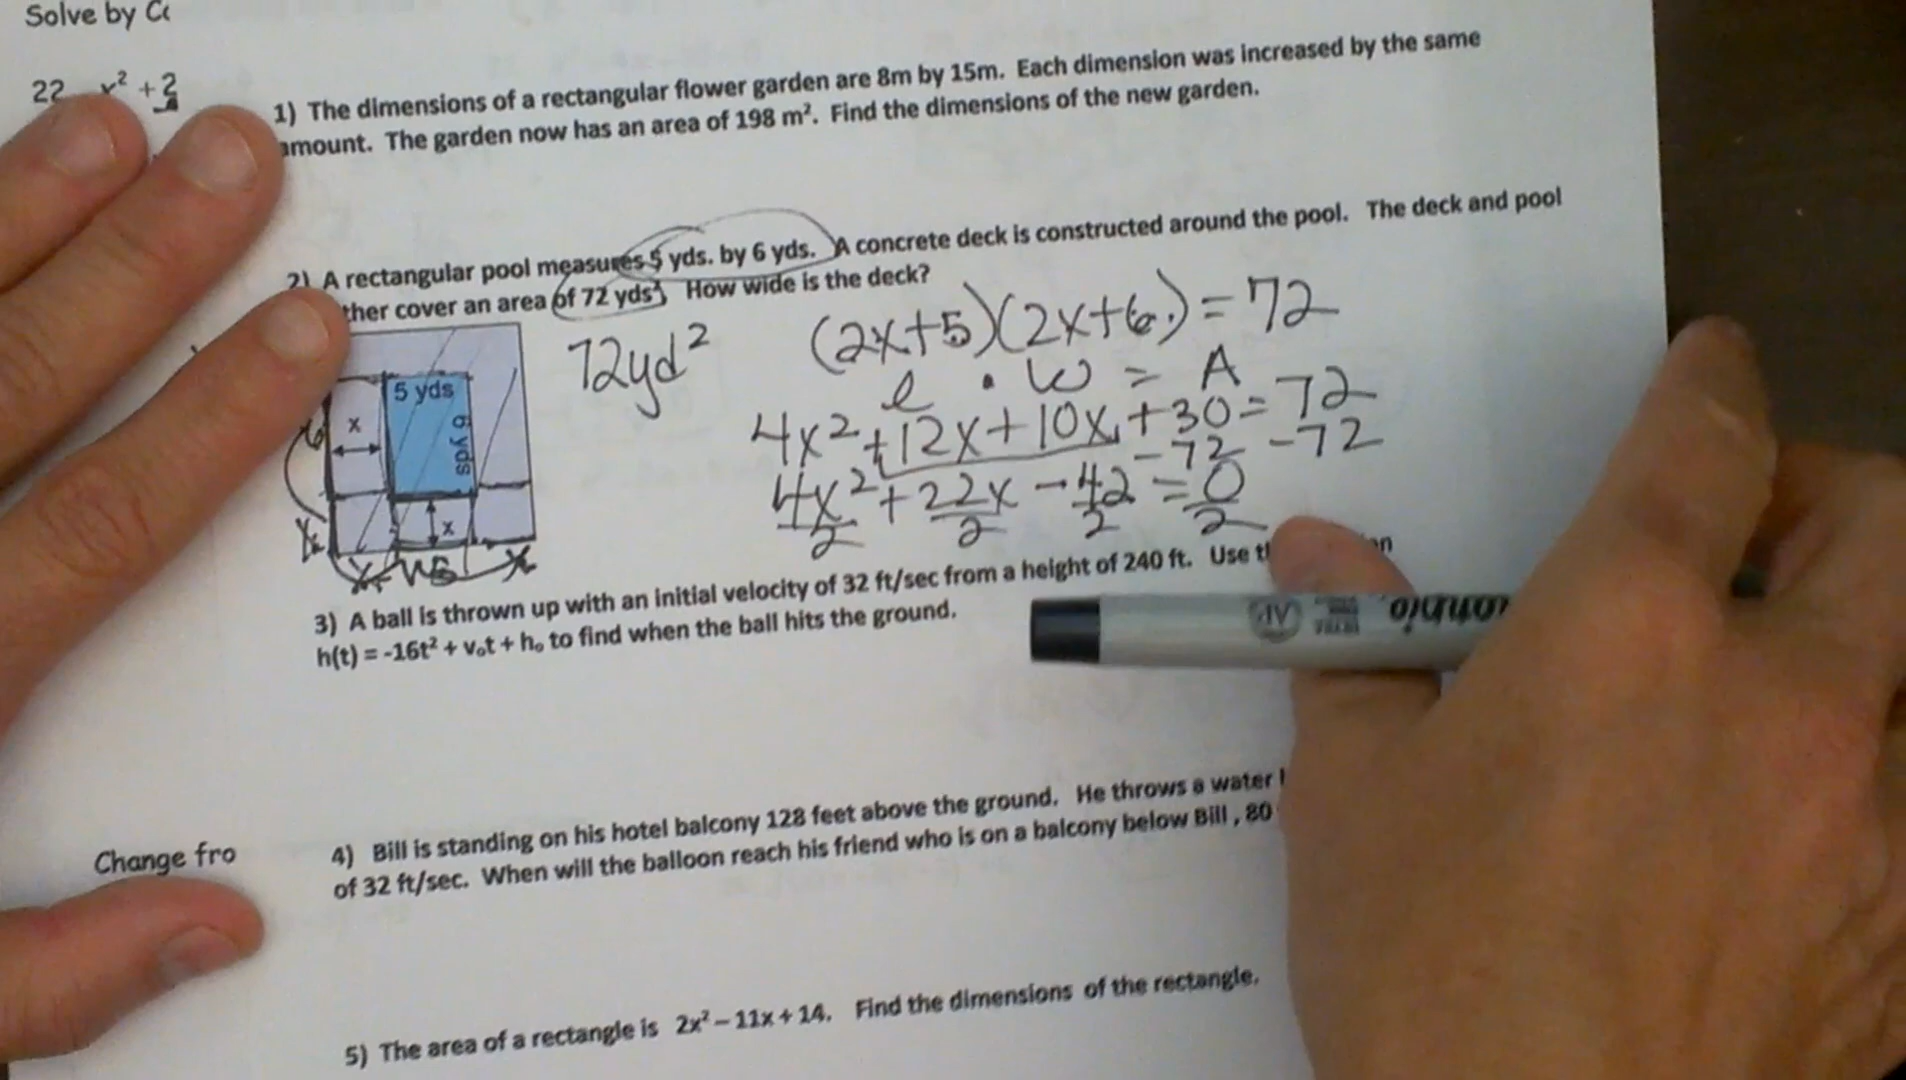 Solve by
22 x² + 2
1) The dimensions of a rectangular flower garden are 8m by 15m. Each dimension was increased by the same
amount. The garden now has an area of 198 m². Find the dimensions of the new garden.
2) A rectangular pool measures 5 yds. by 6 yds. A concrete deck is constructed around the pool. The deck and pool
ther cover an area of 72 yds² How wide is the deck?
5 yds
6 yds
x
x
x
x
72yd²
(2x+5)(2x+6)=72
l · w = A
4x²+12x+10x+30=72
-72 -72
4x²+22x-42=0
2 2 2 2
3) A ball is thrown up with an initial velocity of 32 ft/sec from a height of 240 ft. Use
h(t) = -16t² + v₀t + h₀ to find when the ball hits the ground.
4) Bill is standing on his hotel balcony 128 feet above the ground. He throws a water
of 32 ft/sec. When will the balloon reach his friend who is on a balcony below Bill , 80
Change fro
5) The area of a rectangle is 2x² – 11x + 14. Find the dimensions of the rectangle.